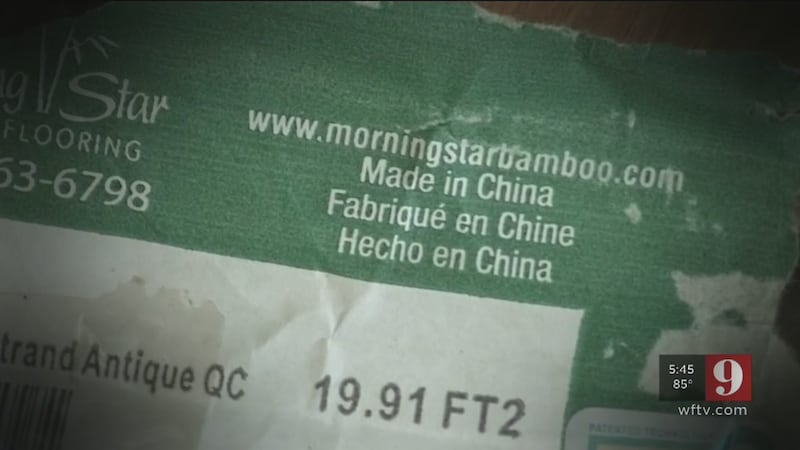 Star
FLOORING
63-6798
www.morningstarbamboo.com
Made in China
Fabriqué en Chine
Hecho en China
trand Antique QC
19.91 FT2
PATENTED
5:45
85°
9
wftv.com